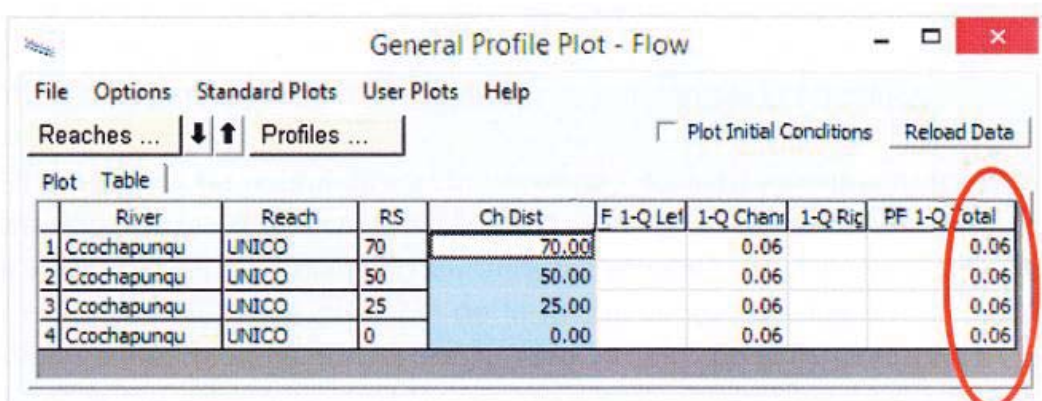 General Profile Plot - Flow
File Options Standard Plots User Plots Help
Reaches ... Profiles ... Plot Initial Conditions Reload Data
Plot Table
River Reach RS Ch Dist F 1-Q Lef 1-Q Chann 1-Q Rig PF 1-Q Total
1 Ccochapunqu UNICO 70 70.00 0.06 0.06
2 Ccochapunqu UNICO 50 50.00 0.06 0.06
3 Ccochapunqu UNICO 25 25.00 0.06 0.06
4 Ccochapunqu UNICO 0 0.00 0.06 0.06